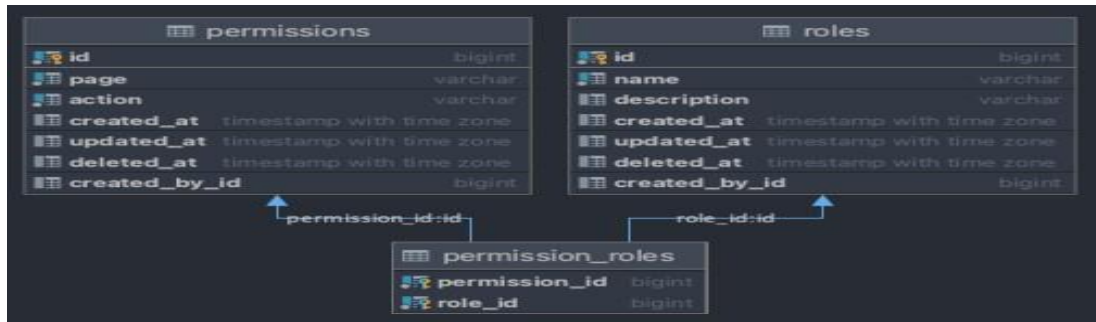 permissions
id bigint
page varchar
action varchar
created_at timestamp with time zone
updated_at timestamp with time zone
deleted_at timestamp with time zone
created_by_id bigint
roles
id bigint
name varchar
description varchar
created_at timestamp with time zone
updated_at timestamp with time zone
deleted_at timestamp with time zone
created_by_id bigint
permission_id:id
role_id:id
permission_roles
permission_id bigint
role_id bigint